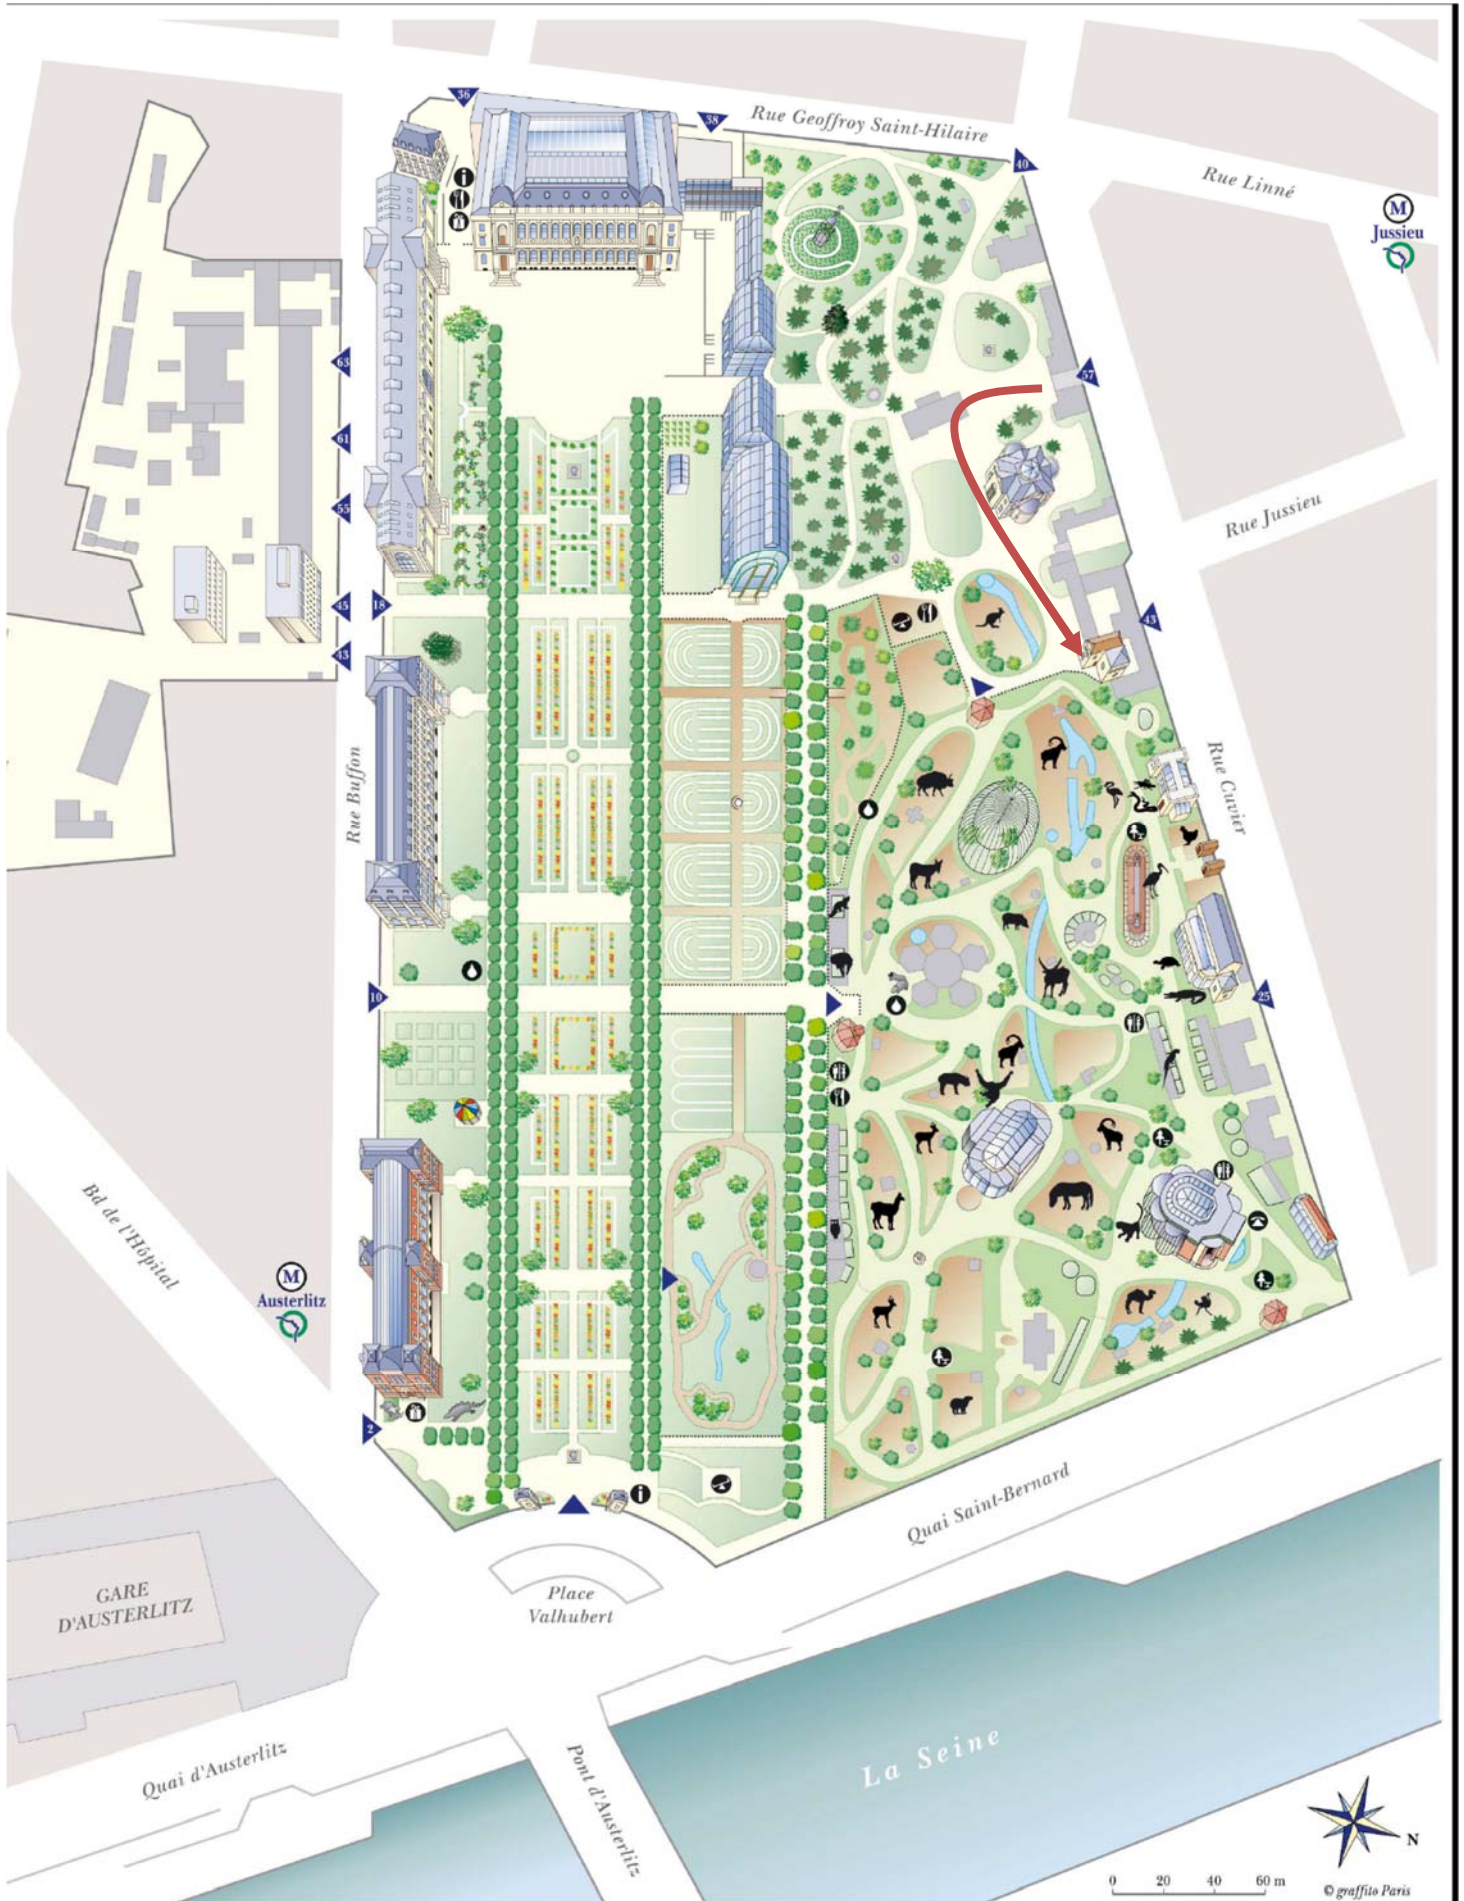 36
38
Rue Geoffroy Saint-Hilaire
40
Rue Linné
M
Jussieu
i
63
57
61
55
Rue Jussieu
45
18
43
43
Rue Buffon
Rue Cuvier
10
25
Bd de l'Hôpital
M
Austerlitz
2
i
Quai Saint-Bernard
Place
Valhubert
GARE
D'AUSTERLITZ
Quai d'Austerlitz
Pont d'Austerlitz
La Seine
N
0 20 40 60 m
© graffito Paris